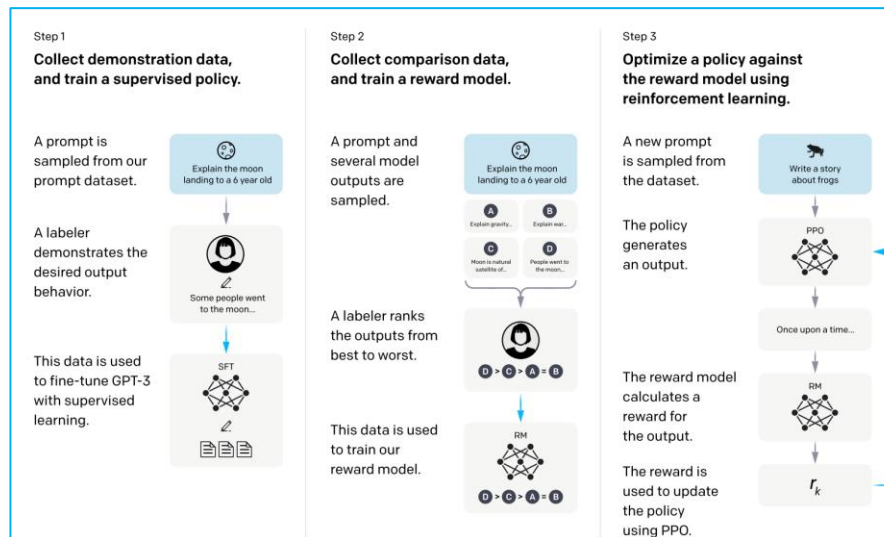 Step 1
Collect demonstration data,
and train a supervised policy.
A prompt is
sampled from our
prompt dataset.
Explain the moon
landing to a 6 year old
A labeler
demonstrates the
desired output
behavior.
Some people went
to the moon...
This data is used
to fine-tune GPT-3
with supervised
learning.
SFT
Step 2
Collect comparison data,
and train a reward model.
A prompt and
several model
outputs are
sampled.
Explain the moon
landing to a 6 year old
A
Explain gravity...
B
Explain war...
C
Moon is natural
satellite of...
D
People went to
the moon...
A labeler ranks
the outputs from
best to worst.
D > C > A = B
This data is used
to train our
reward model.
RM
D > C > A = B
Step 3
Optimize a policy against
the reward model using
reinforcement learning.
A new prompt
is sampled from
the dataset.
Write a story
about frogs
The policy
generates
an output.
PPO
Once upon a time...
The reward model
calculates a
reward for
the output.
RM
The reward is
used to update
the policy
using PPO.
rₖ